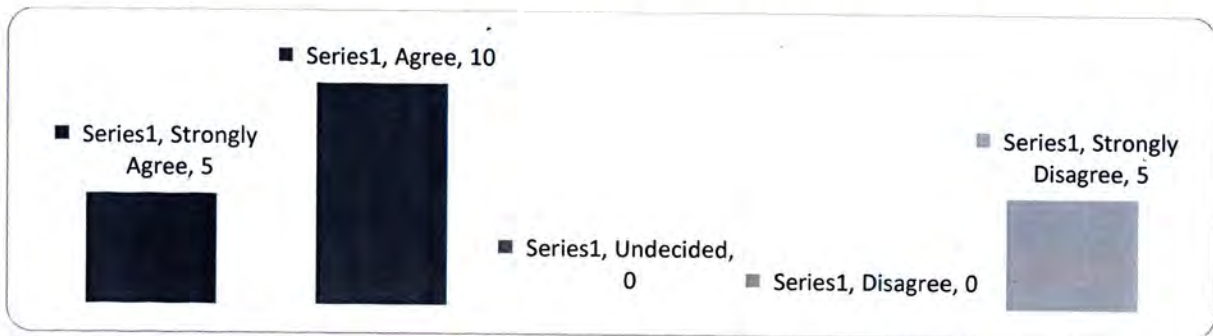 Series1, Agree, 10
Series1, Strongly
Agree, 5
Series1, Strongly
Disagree, 5
Series1, Undecided,
0
Series1, Disagree, 0